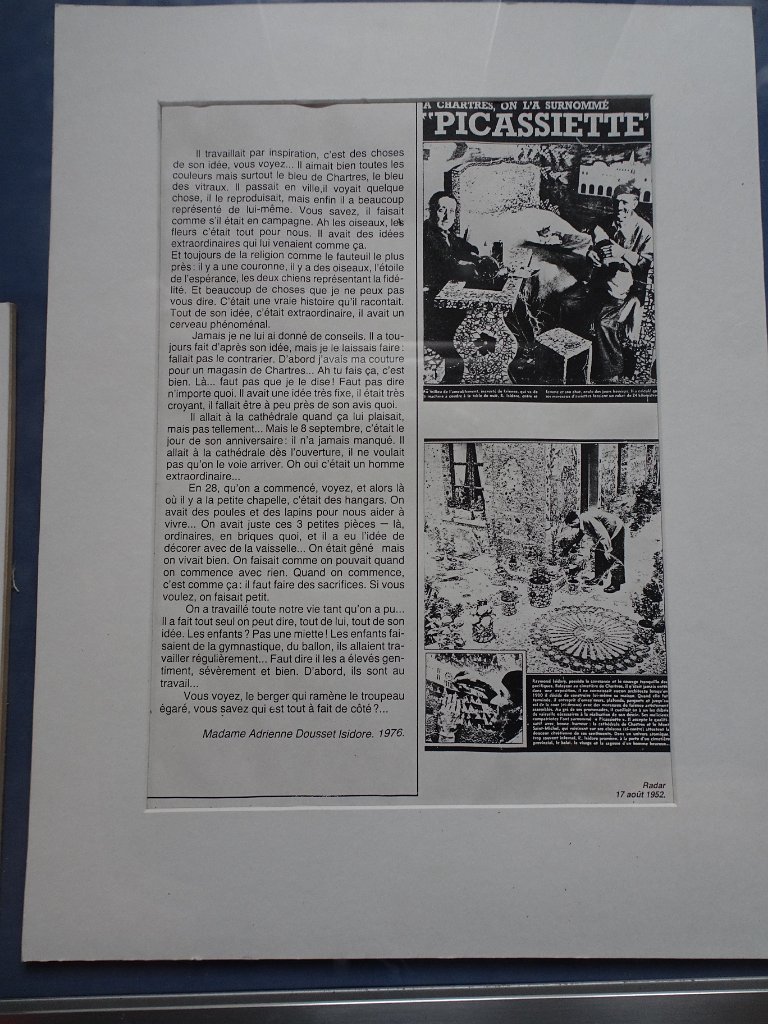 Il travaillait par inspiration, c'est des choses
de son idée, vous voyez... Il aimait bien toutes les
couleurs mais surtout le bleu de Chartres, le bleu
des vitraux. Il passait en ville,il voyait quelque
chose, il le reproduisait, mais enfin il a beaucoup
représenté de lui-même. Vous savez, il faisait
comme s'il était en campagne. Ah les oiseaux, les
fleurs c'était tout pour nous. Il avait des idées
extraordinaires qui lui venaient comme ça.
Et toujours de la religion comme le fauteuil le plus
près : il y a une couronne, il y a des oiseaux, l'étoile
de l'espérance, les deux chiens représentant la fidé-
lité. Et beaucoup de choses que je ne peux pas
vous dire. C'était une vraie histoire qu'il racontait.
Tout de son idée, c'était extraordinaire, il avait un
cerveau phénoménal.
Jamais je ne lui ai donné de conseils. Il a tou-
jours fait d'après son idée, mais je le laissais faire :
fallait pas le contrarier. D'abord j'avais ma couture
pour un magasin de Chartres... Ah tu fais ça, c'est
bien. Là... faut pas que je le dise! Faut pas dire
n'importe quoi. Il avait une idée très fixe, il était très
croyant, il fallait être à peu près de son avis quoi.
Il allait à la cathédrale quand ça lui plaisait,
mais pas tellement... Mais le 8 septembre, c'était le
jour de son anniversaire : il n'a jamais manqué. Il
allait à la cathédrale dès l'ouverture, il ne voulait
pas qu'on le voie arriver. Oh oui c'était un homme
extraordinaire...
En 28, qu'on a commencé, voyez, et alors là
où il y a la petite chapelle, c'était des hangars. On
avait des poules et des lapins pour nous aider à
vivre... On avait juste ces 3 petites pièces — là,
ordinaires, en briques quoi, et il a eu l'idée de
décorer avec de la vaisselle... On était gêné mais
on vivait bien. On faisait comme on pouvait quand
on commence avec rien. Quand on commence,
c'est comme ça : il faut faire des sacrifices. Si vous
voulez, on faisait petit.
On a travaillé toute notre vie tant qu'on a pu...
Il a fait tout seul on peut dire, tout de lui, tout de son
idée. Les enfants ? Pas une miette! Les enfants fai-
saient de la gymnastique, du ballon, ils allaient tra-
vailler régulièrement... Faut dire il les a élevés gen-
timent, sévèrement et bien. D'abord, ils sont au
travail...
Vous voyez, le berger qui ramène le troupeau
égaré, vous savez qui est tout à fait de côté ?...
Madame Adrienne Dousset Isidore. 1976.
A CHARTRES, ON L'A SURNOMMÉ
"PICASSIETTE"
Radar
17 août 1952.